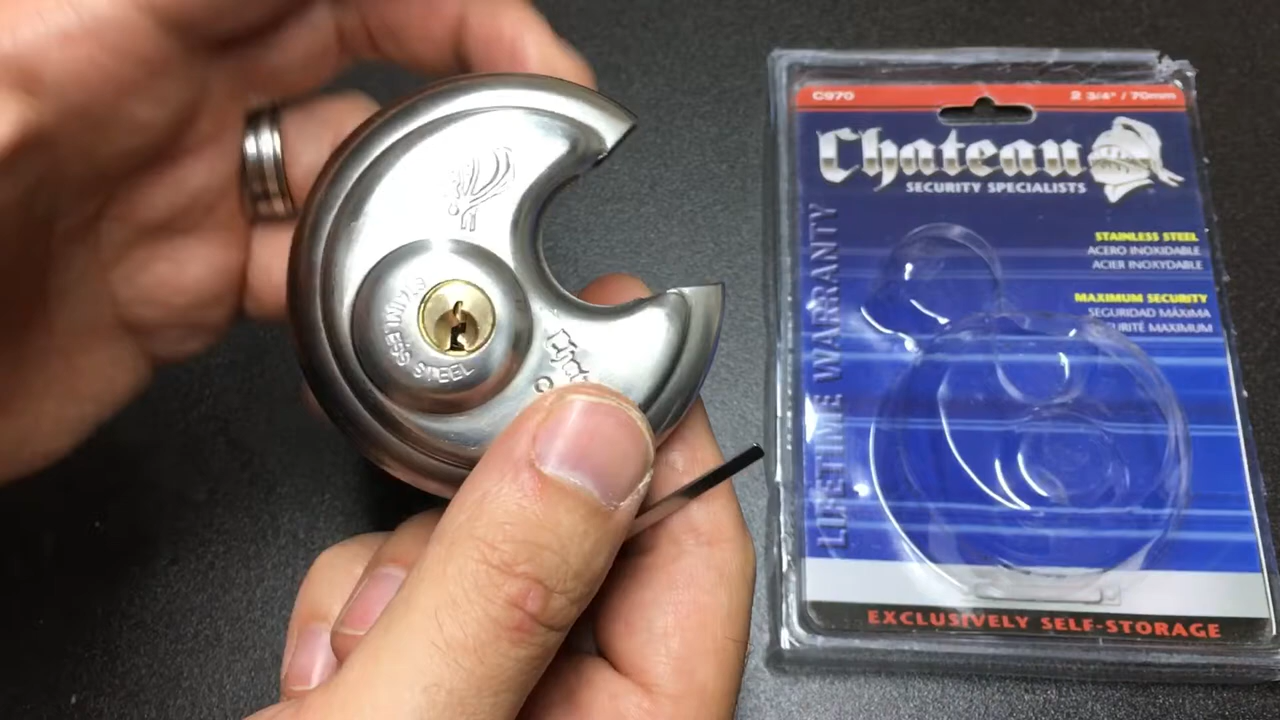 C970 2 3/4" / 70mm
Chateau
SECURITY SPECIALISTS
STAINLESS STEEL
ACERO INOXIDABLE
ACIER INOXYDABLE
MAXIMUM SECURITY
SEGURIDAD MÁXIMA
MAXIMUM
LIFETIME WARRANTY
EXCLUSIVELY SELF-STORAGE
STAINLESS STEEL